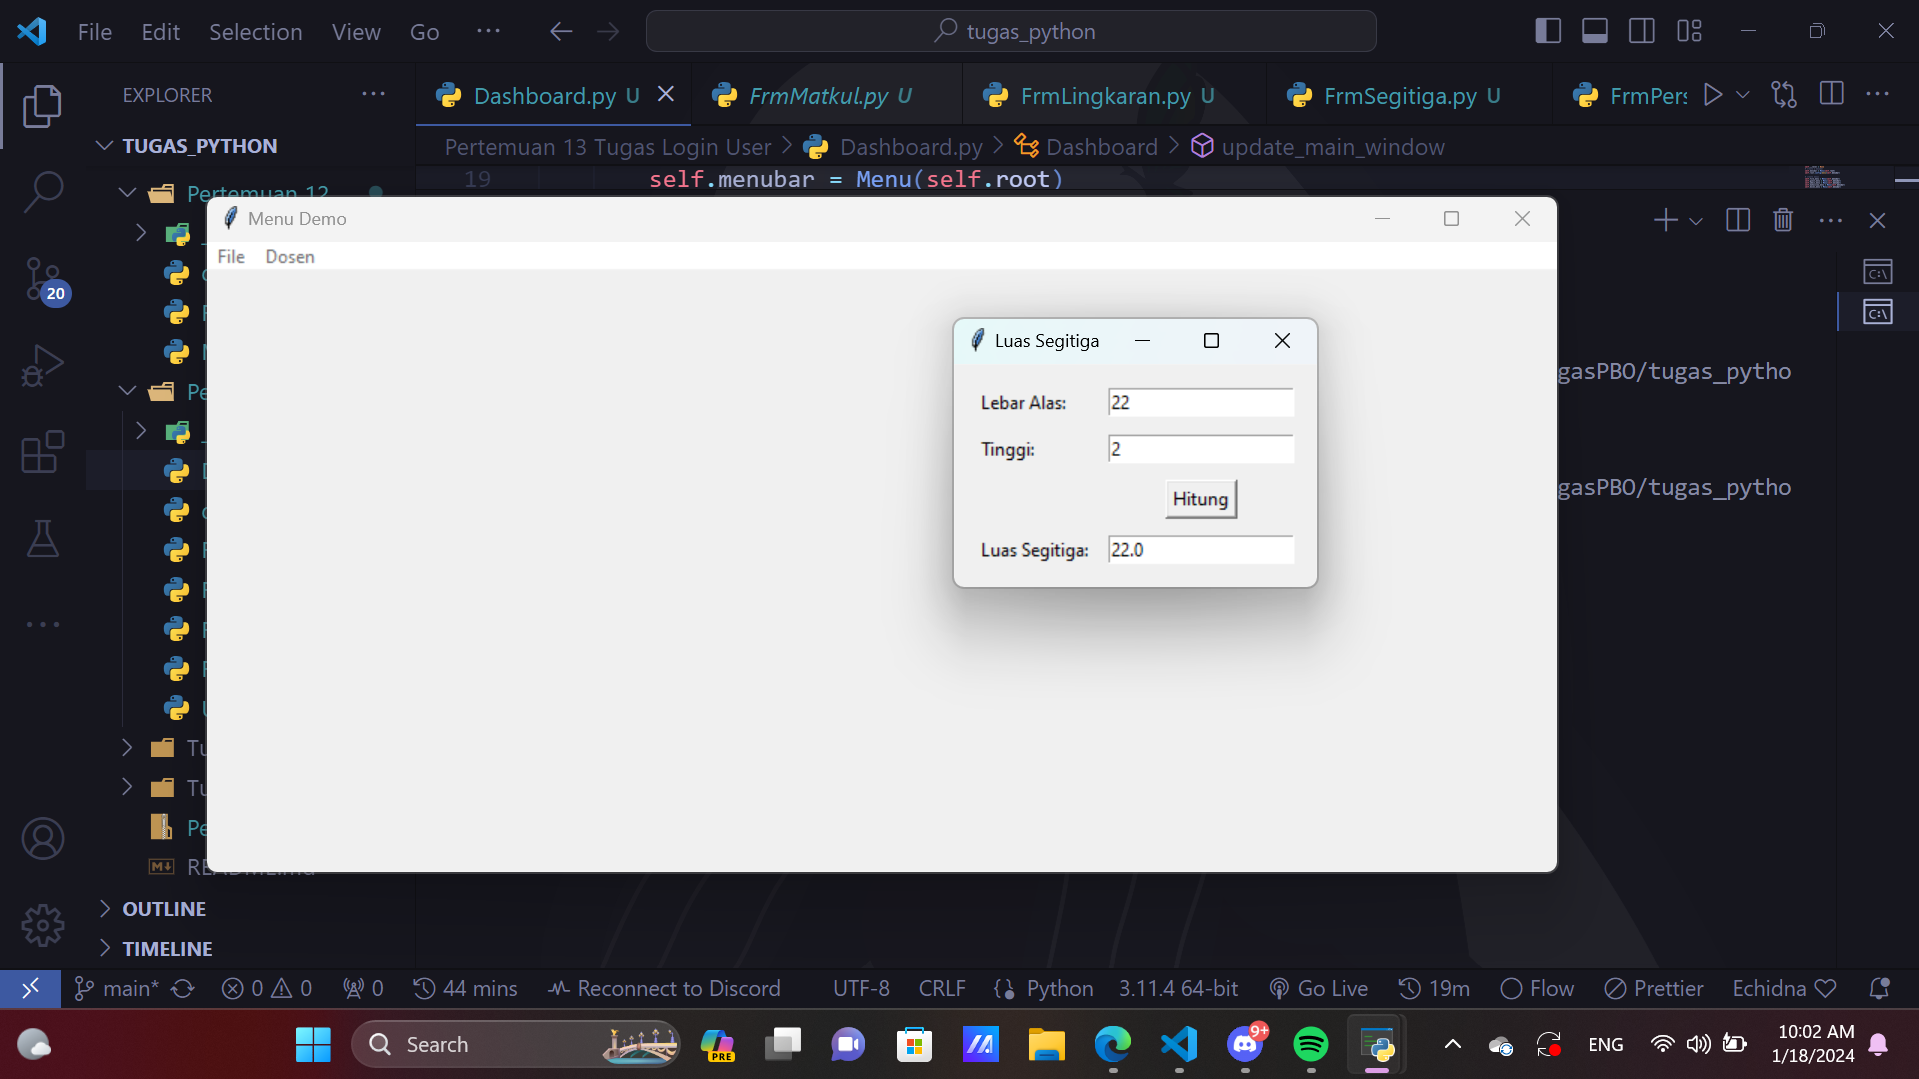 File Edit Selection View Go ··· tugas_python
EXPLORER ···
Dashboard.py U FrmMatkul.py U FrmLingkaran.py U FrmSegitiga.py U FrmPers
TUGAS_PYTHON
Pertemuan 13 Tugas Login User > Dashboard.py > Dashboard > update_main_window
19 self.menubar = Menu(self.root)
Pertemuan 12
Menu Demo
File Dosen
20
Luas Segitiga
Lebar Alas: 22
Tinggi: 2
Hitung
Luas Segitiga: 22.0
gasPBO/tugas_pytho
gasPBO/tugas_pytho
Pe
Tu
Tu
Pe
OUTLINE
TIMELINE
main* 0 0 0 44 mins Reconnect to Discord UTF-8 CRLF Python 3.11.4 64-bit Go Live 19m Flow Prettier Echidna
Search PRE 9+ ENG 10:02 AM
1/18/2024